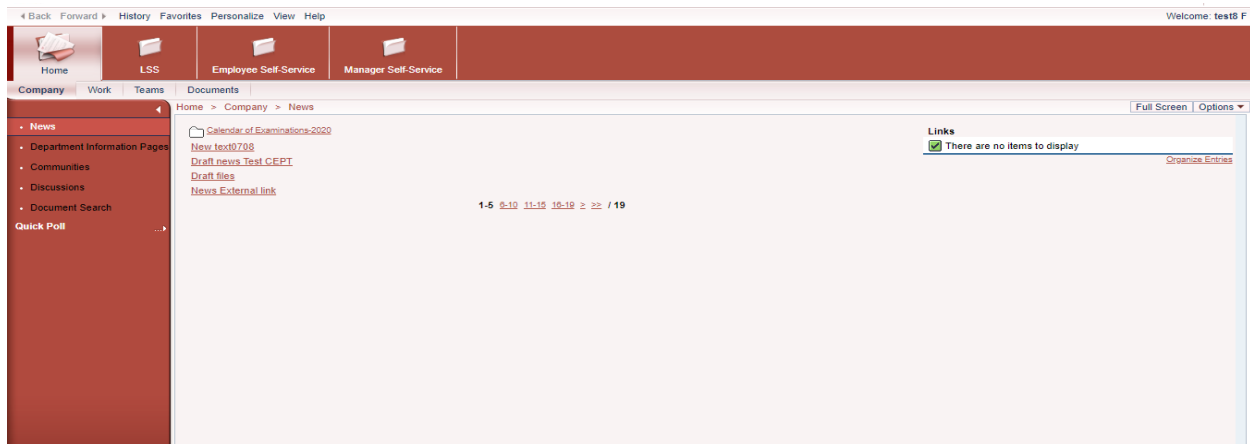 Back Forward History Favorites Personalize View Help Welcome: test8 F
Home LSS Employee Self-Service Manager Self-Service
Company Work Teams Documents
Home > Company > News Full Screen Options
News
Department Information Pages
Communities
Discussions
Document Search
Quick Poll
Calendar of Examinations-2020
New text0708
Draft news Test CEPT
Draft files
News External link
1-5 6-10 11-15 16-19 > >> / 19
Links
There are no items to display
Organize Entries